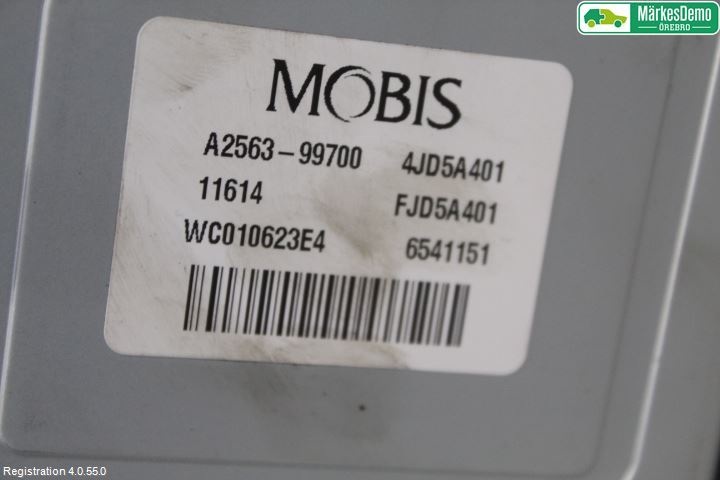 MärkesDemo
ÖREBRO
MOBIS
A2563-99700 4JD5A401
11614 FJD5A401
WC010623E4 6541151
Registration 4.0.55.0